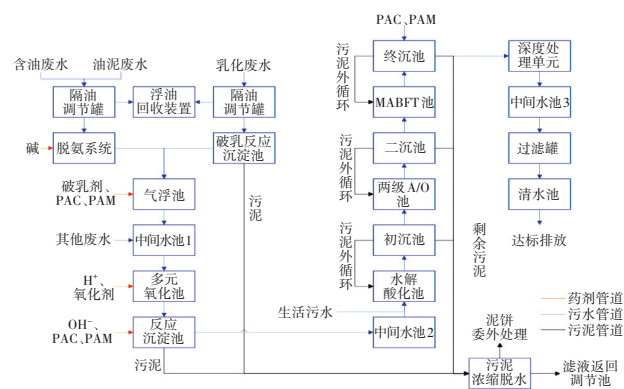 含油废水
油泥废水
乳化废水
隔油
调节罐
浮油
回收装置
隔油
调节罐
碱
脱氨系统
破乳反应
沉淀池
破乳剂、
PAC、PAM
气浮池
污泥
其他废水
中间水池1
H⁺、
氧化剂
多元
氧化池
OH⁻、
PAC、PAM
反应
沉淀池
污泥
生活污水
中间水池2
水解
酸化池
污泥外循环
初沉池
两级A/O
池
污泥外循环
二沉池
MABFT池
污泥外循环
终沉池
PAC、PAM
剩余污泥
深度处
理单元
中间水池3
过滤罐
清水池
达标排放
药剂管道
污水管道
污泥管道
泥饼
委外处理
污泥
浓缩脱水
滤液返回
调节池